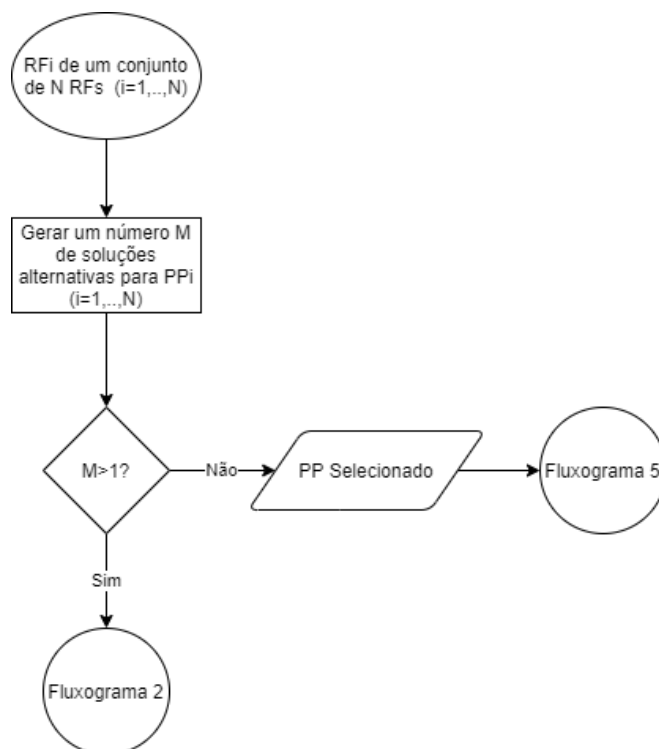 RFi de um conjunto
de N RFs (i=1,..,N)
Gerar um número M
de soluções
alternativas para PPi
(i=1,..,N)
M>1?
Não
PP Selecionado
Fluxograma 5
Sim
Fluxograma 2